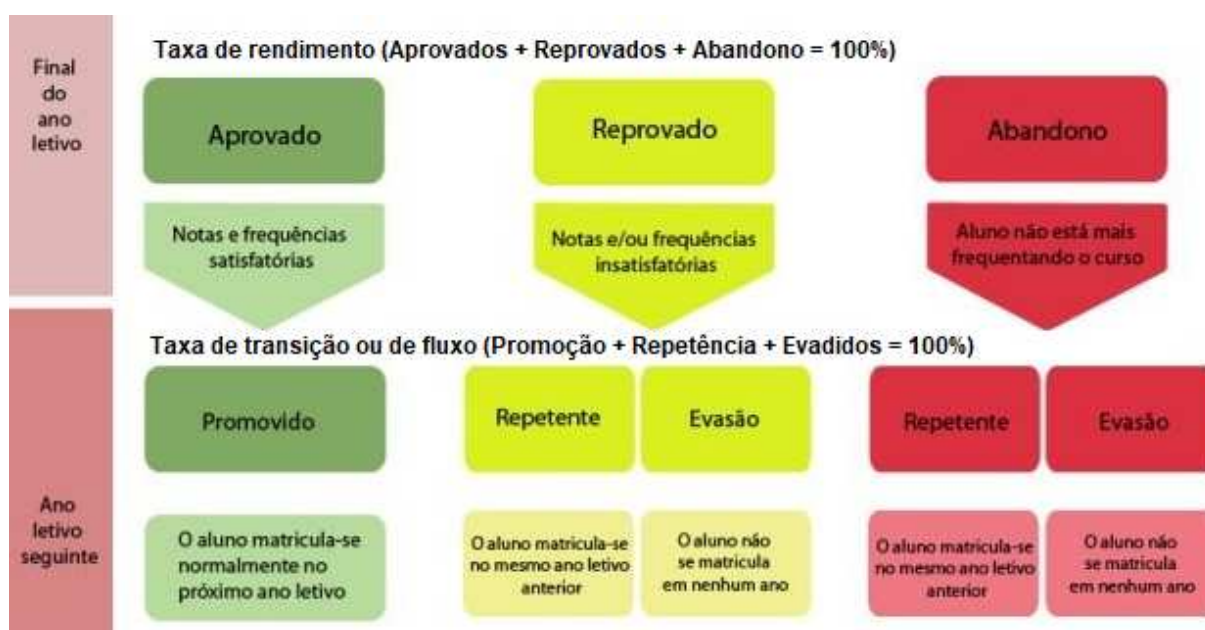 Final
do
ano
letivo
Taxa de rendimento (Aprovados + Reprovados + Abandono = 100%)
Aprovado
Reprovado
Abandono
Notas e frequências
satisfatórias
Notas e/ou frequências
insatisfatórias
Aluno não está mais
frequentando o curso
Ano
letivo
seguinte
Taxa de transição ou de fluxo (Promoção + Repetência + Evadidos = 100%)
Promovido
Repetente
Evasão
Repetente
Evasão
O aluno matricula-se
normalmente no
próximo ano letivo
O aluno matricula-se
no mesmo ano letivo
anterior
O aluno não
se matricula
em nenhum ano
O aluno matricula-se
no mesmo ano letivo
anterior
O aluno não
se matricula
em nenhum ano